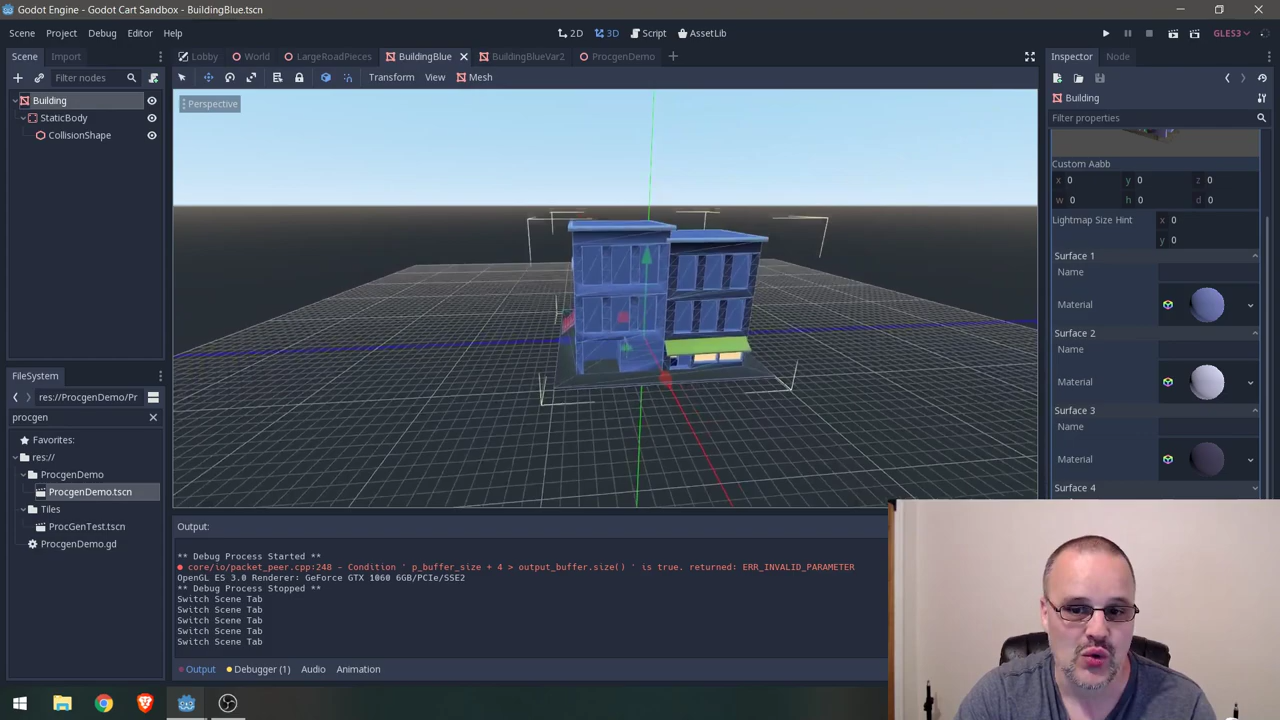 Godot Engine - Godot Cart Sandbox - BuildingBlue.tscn
Scene Project Debug Editor Help
2D 3D Script AssetLib
GLES3
Scene Import
Lobby World LargeRoadPieces BuildingBlue BuildingBlueVar2 ProcgenDemo
Inspector Node
Filter nodes
Transform View Mesh
Building
Perspective
Building
StaticBody
Filter properties
CollisionShape
Custom Aabb
x 0 y 0 z 0
w 0 h 0 d 0
Lightmap Size Hint x 0
y 0
Surface 1
Name
Material
Surface 2
Name
Material
Surface 3
Name
Material
Surface 4
FileSystem
res://ProcgenDemo/Pr
procgen
Favorites:
res://
ProcgenDemo
ProcgenDemo.tscn
Tiles
ProcGenTest.tscn
ProcgenDemo.gd
Output:
** Debug Process Started **
core/io/packet_peer.cpp:248 - Condition ' p_buffer_size + 4 > output_buffer.size() ' is true. returned: ERR_INVALID_PARAMETER
OpenGL ES 3.0 Renderer: GeForce GTX 1060 6GB/PCIe/SSE2
** Debug Process Stopped **
Switch Scene Tab
Switch Scene Tab
Switch Scene Tab
Switch Scene Tab
Switch Scene Tab
Output Debugger (1) Audio Animation